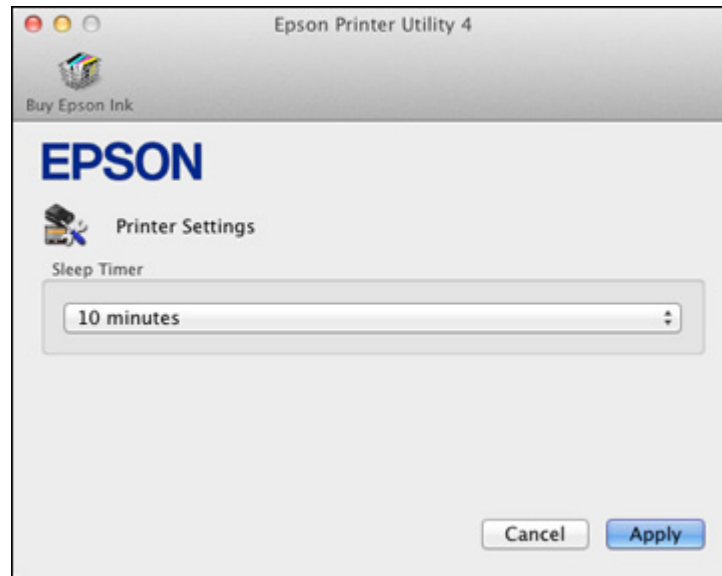 Epson Printer Utility 4
Buy Epson Ink
EPSON
Printer Settings
Sleep Timer
10 minutes
Cancel Apply